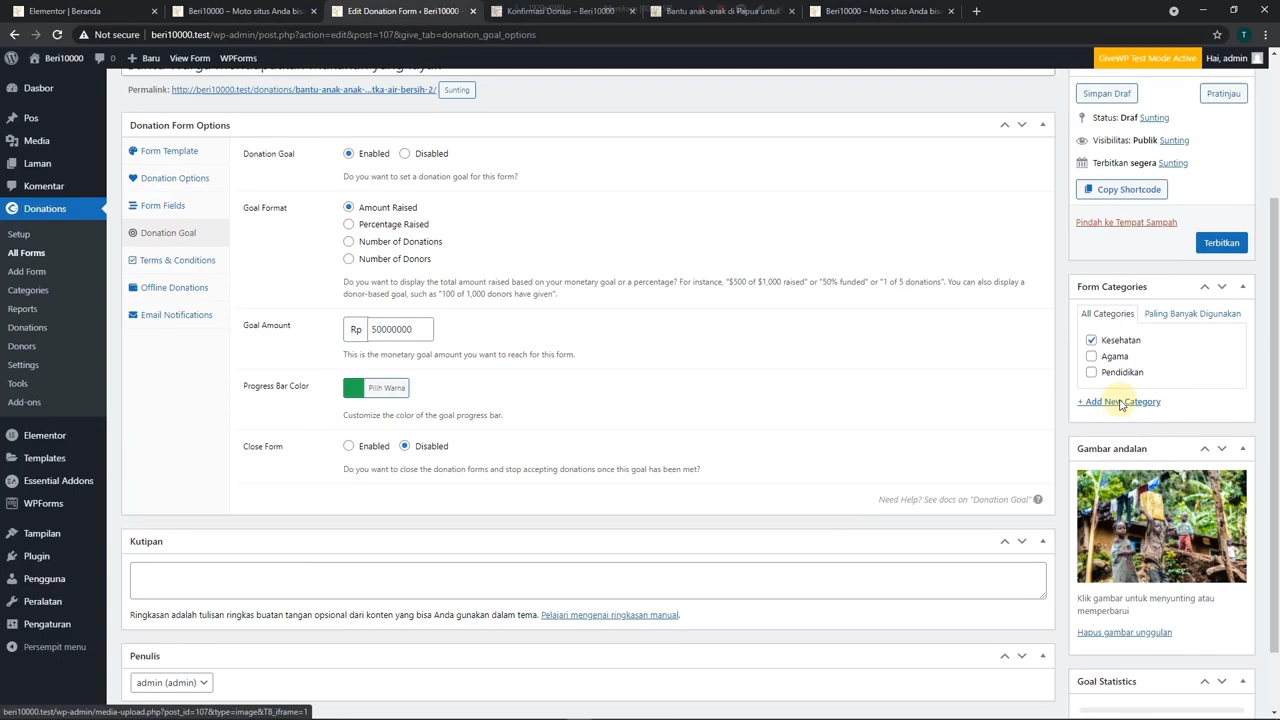 Elementor | Beranda
Beri10000 – Moto situs Anda bis
Edit Donation Form ‹ Beri10000
Konfirmasi Donasi – Beri10000
Bantu anak-anak di Papua untuk
Beri10000 – Moto situs Anda bis
Not secure
beri10000.test/wp-admin/post.php?action=edit&post=107&give_tab=donation_goal_options
T
Beri10000
0
Baru
View Form
WPForms
GiveWP Test Mode Active
Hai, admin
Dasbor
Pos
Media
Laman
Komentar
Donations
Setup
All Forms
Add Form
Categories
Reports
Donations
Donors
Settings
Tools
Add-ons
Elementor
Templates
Essential Addons
WPForms
Tampilan
Plugin
Pengguna
Peralatan
Pengaturan
Persempit menu
Permalink: http://beri10000.test/donations/bantu-anak-anak-...tka-air-bersih-2/ Sunting
Donation Form Options
Form Template
Donation Options
Form Fields
Donation Goal
Terms & Conditions
Offline Donations
Email Notifications
Donation Goal
Enabled
Disabled
Do you want to set a donation goal for this form?
Goal Format
Amount Raised
Percentage Raised
Number of Donations
Number of Donors
Do you want to display the total amount raised based on your monetary goal or a percentage? For instance, "$500 of $1,000 raised" or "50% funded" or "1 of 5 donations". You can also display a
donor-based goal, such as "100 of 1,000 donors have given".
Goal Amount
Rp 50000000
This is the monetary goal amount you want to reach for this form.
Progress Bar Color
Pilih Warna
Customize the color of the goal progress bar.
Close Form
Enabled
Disabled
Do you want to close the donation forms and stop accepting donations once this goal has been met?
Need Help? See docs on "Donation Goal"
Kutipan
Ringkasan adalah tulisan ringkas buatan tangan opsional dari konten yang bisa Anda gunakan dalam tema. Pelajari mengenai ringkasan manual.
Penulis
admin (admin)
Simpan Draf
Pratinjau
Status: Draf Sunting
Visibilitas: Publik Sunting
Terbitkan segera Sunting
Copy Shortcode
Pindah ke Tempat Sampah
Terbitkan
Form Categories
All Categories
Paling Banyak Digunakan
Kesehatan
Agama
Pendidikan
+ Add New Category
Gambar andalan
Klik gambar untuk menyunting atau
memperbarui
Hapus gambar unggulan
Goal Statistics
beri10000.test/wp-admin/media-upload.php?post_id=107&type=image&TB_iframe=1